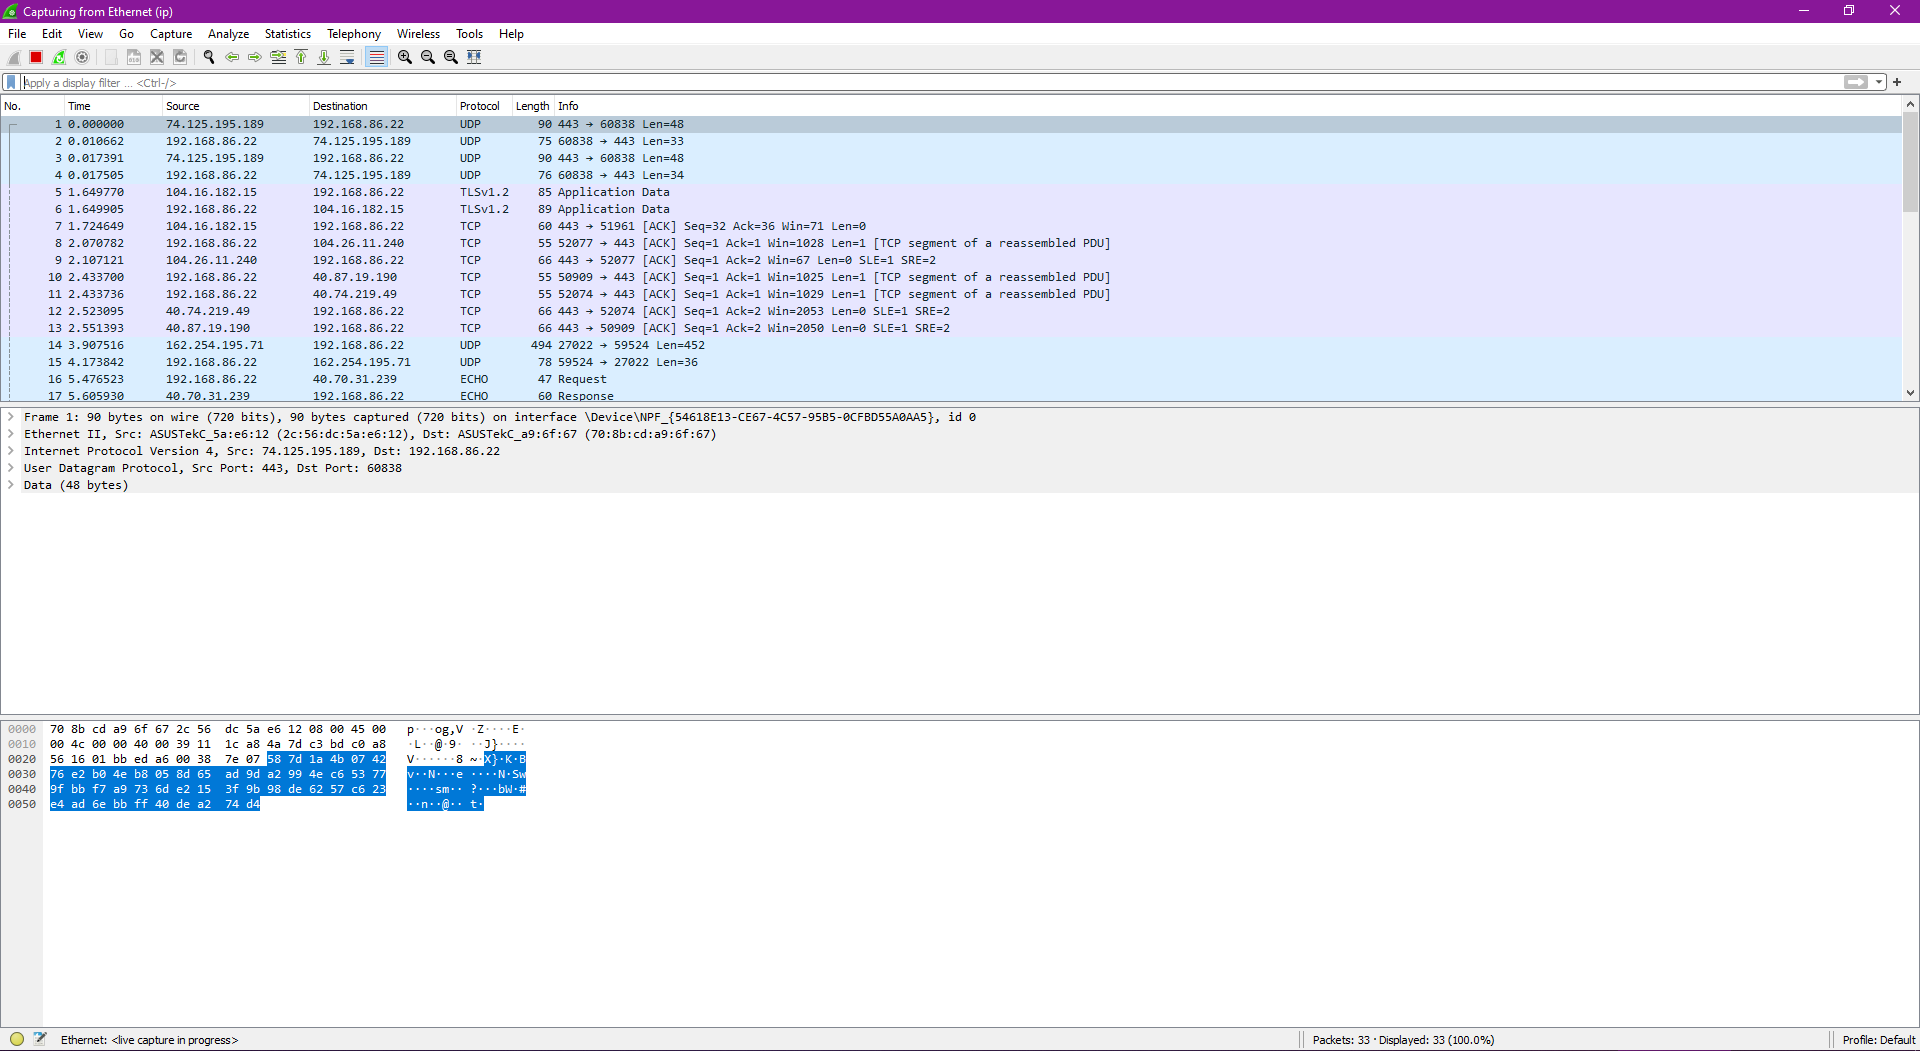 Capturing from Ethernet (ip)
File Edit View Go Capture Analyze Statistics Telephony Wireless Tools Help
Apply a display filter ... <Ctrl-/>
No. Time Source Destination Protocol Length Info
1 0.000000 74.125.195.189 192.168.86.22 UDP 90 443 → 60838 Len=48
2 0.010662 192.168.86.22 74.125.195.189 UDP 75 60838 → 443 Len=33
3 0.017391 74.125.195.189 192.168.86.22 UDP 90 443 → 60838 Len=48
4 0.017505 192.168.86.22 74.125.195.189 UDP 76 60838 → 443 Len=34
5 1.649770 104.16.182.15 192.168.86.22 TLSv1.2 85 Application Data
6 1.649905 192.168.86.22 104.16.182.15 TLSv1.2 89 Application Data
7 1.724649 104.16.182.15 192.168.86.22 TCP 60 443 → 51961 [ACK] Seq=32 Ack=36 Win=71 Len=0
8 2.070782 192.168.86.22 104.26.11.240 TCP 55 52077 → 443 [ACK] Seq=1 Ack=1 Win=1028 Len=1 [TCP segment of a reassembled PDU]
9 2.107121 104.26.11.240 192.168.86.22 TCP 66 443 → 52077 [ACK] Seq=1 Ack=2 Win=67 Len=0 SLE=1 SRE=2
10 2.433700 192.168.86.22 40.87.19.190 TCP 55 50909 → 443 [ACK] Seq=1 Ack=1 Win=1025 Len=1 [TCP segment of a reassembled PDU]
11 2.433736 192.168.86.22 40.74.219.49 TCP 55 52074 → 443 [ACK] Seq=1 Ack=1 Win=1029 Len=1 [TCP segment of a reassembled PDU]
12 2.523095 40.74.219.49 192.168.86.22 TCP 66 443 → 52074 [ACK] Seq=1 Ack=2 Win=2053 Len=0 SLE=1 SRE=2
13 2.551393 40.87.19.190 192.168.86.22 TCP 66 443 → 50909 [ACK] Seq=1 Ack=2 Win=2050 Len=0 SLE=1 SRE=2
14 3.907516 162.254.195.71 192.168.86.22 UDP 494 27022 → 59524 Len=452
15 4.173842 192.168.86.22 162.254.195.71 UDP 78 59524 → 27022 Len=36
16 5.476523 192.168.86.22 40.70.31.239 ECHO 47 Request
17 5.605930 40.70.31.239 192.168.86.22 ECHO 60 Response
Frame 1: 90 bytes on wire (720 bits), 90 bytes captured (720 bits) on interface \Device\NPF_{54618E13-CE67-4C57-95B5-0CFBD55A0AA5}, id 0
Ethernet II, Src: ASUSTekC_5a:e6:12 (2c:56:dc:5a:e6:12), Dst: ASUSTekC_a9:6f:67 (70:8b:cd:a9:6f:67)
Internet Protocol Version 4, Src: 74.125.195.189, Dst: 192.168.86.22
User Datagram Protocol, Src Port: 443, Dst Port: 60838
Data (48 bytes)
0000 70 8b cd a9 6f 67 2c 56 dc 5a e6 12 08 00 45 00 p···og,V ·Z····E·
0010 00 4c 00 00 40 00 39 11 1c a8 4a 7d c3 bd c0 a8 ·L··@·9· ··J}····
0020 56 16 01 bb ed a6 00 38 7e 07 58 7d 1a 4b 07 42 V······8 ~·X}·K·B
0030 76 e2 b0 4e b8 05 8d 65 ad 9d a2 99 4e c6 53 77 v··N···e ····N·Sw
0040 9f bb f7 a9 73 6d e2 15 3f 9b 98 de 62 57 c6 23 ····sm·· ?···bW·#
0050 e4 ad 6e bb ff 40 de a2 74 d4 ··n··@·· t·
Ethernet: <live capture in progress>
Packets: 33 · Displayed: 33 (100.0%)
Profile: Default